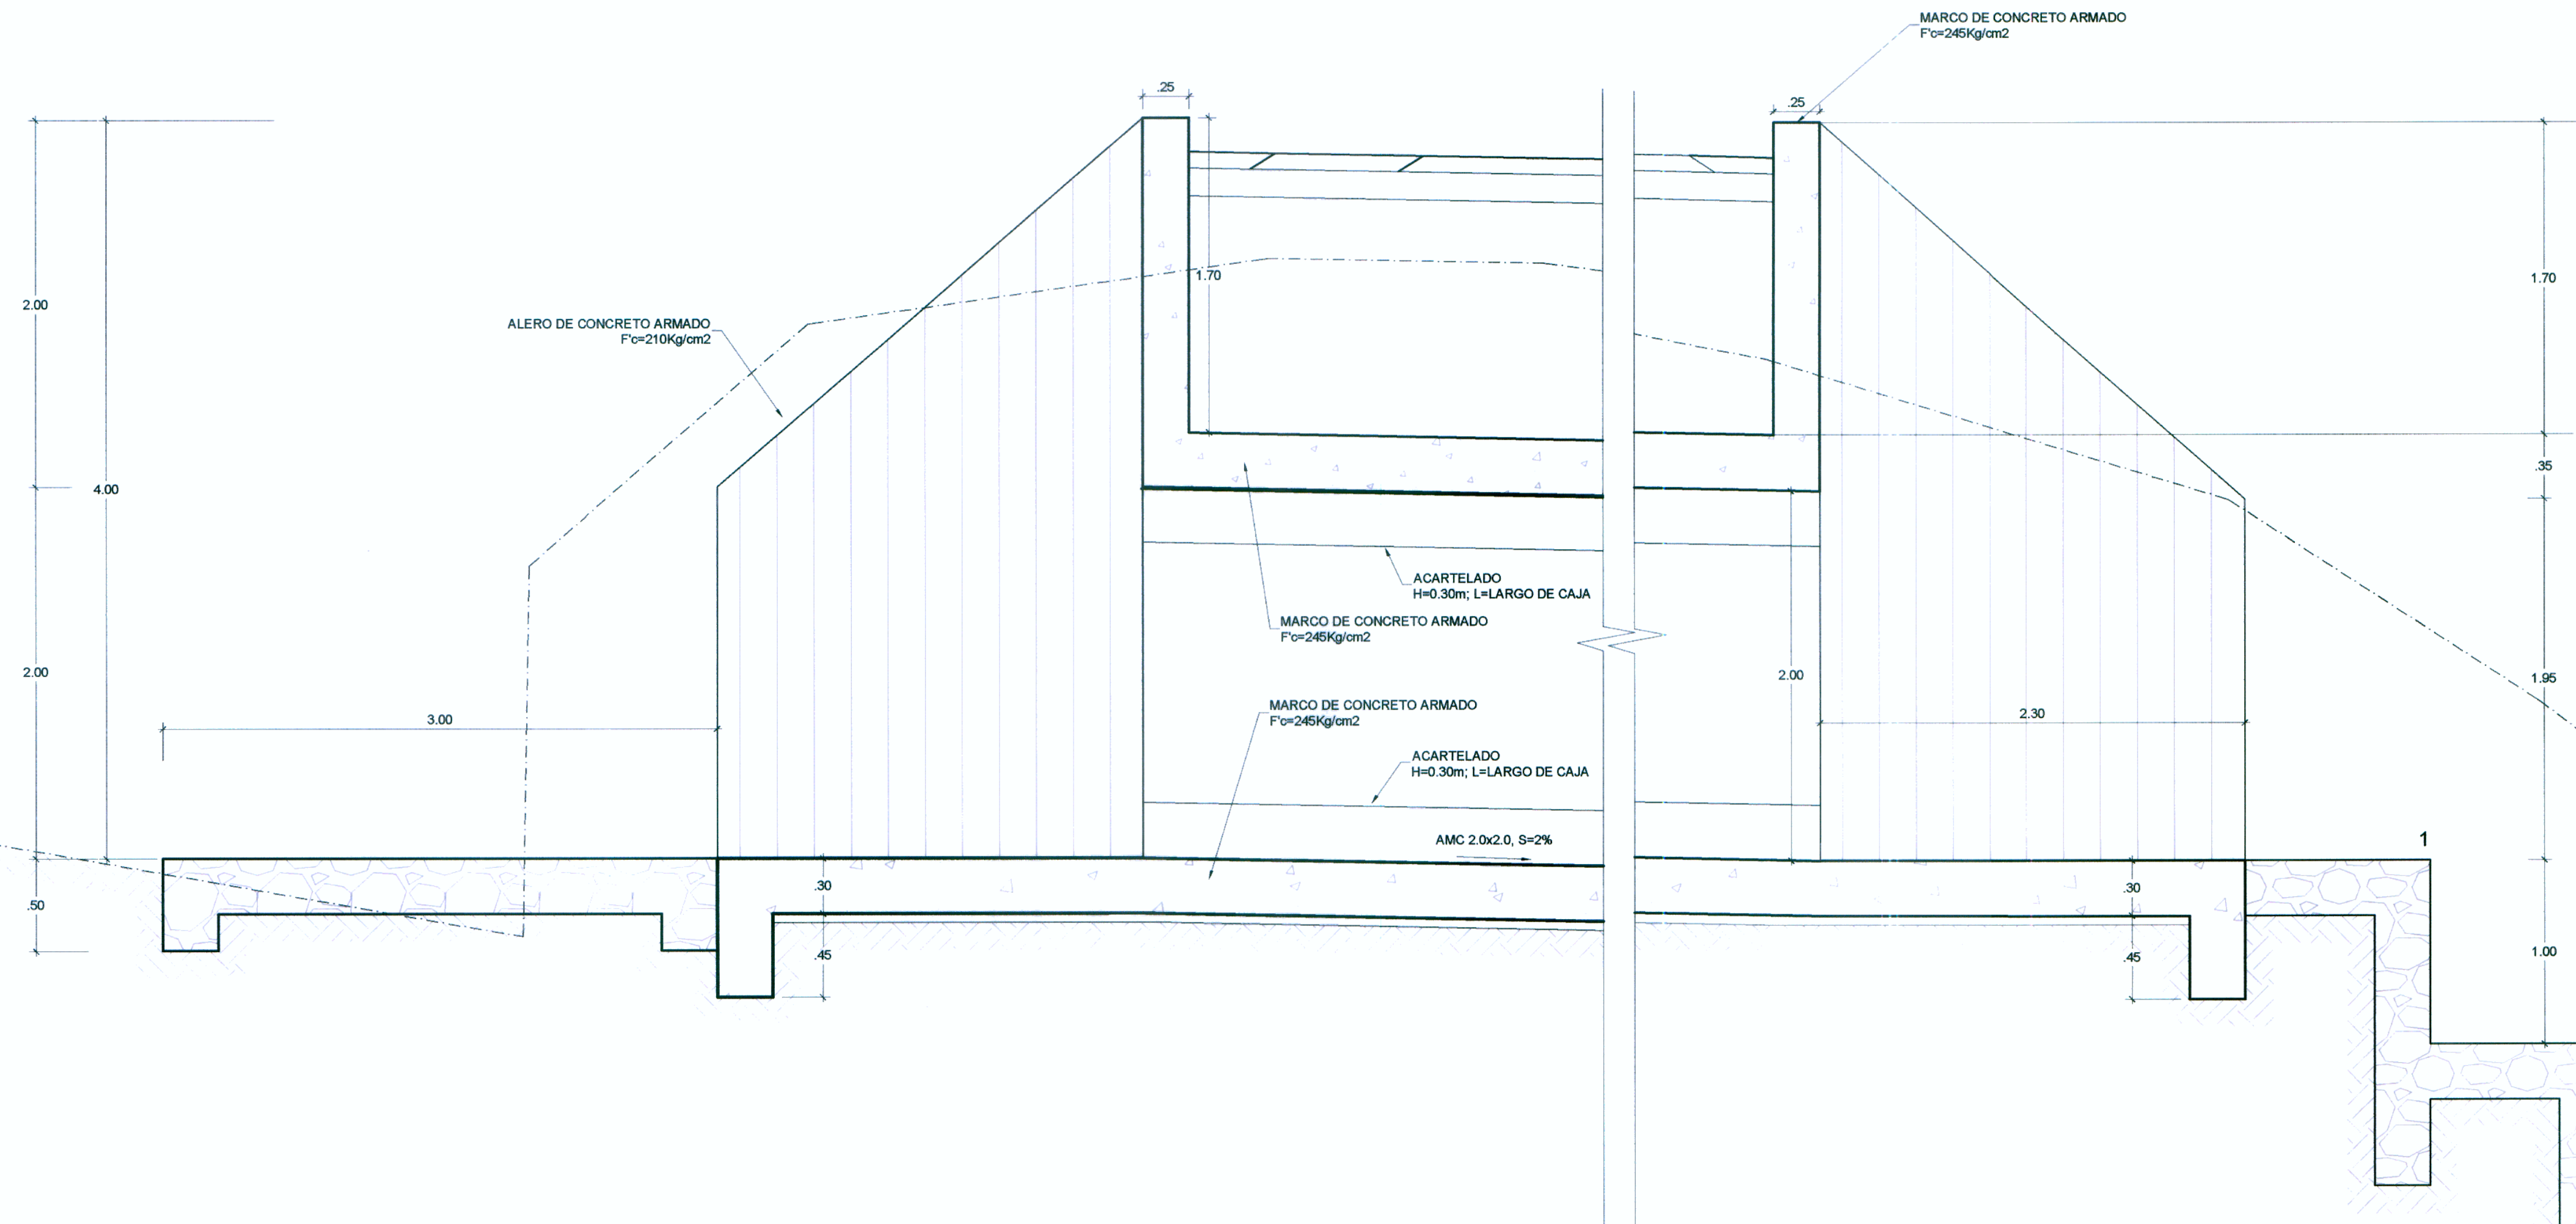 MARCO DE CONCRETO ARMADO
F'c=245Kg/cm2
.25
.25
2.00
1.70
1.70
ALERO DE CONCRETO ARMADO
F'c=210Kg/cm2
.35
4.00
ACARTELADO
H=0.30m; L=LARGO DE CAJA
MARCO DE CONCRETO ARMADO
F'c=245Kg/cm2
2.00
2.00
1.95
MARCO DE CONCRETO ARMADO
F'c=245Kg/cm2
3.00
2.30
ACARTELADO
H=0.30m; L=LARGO DE CAJA
AMC 2.0x2.0, S=2%
1
.30
.30
.50
.45
.45
1.00